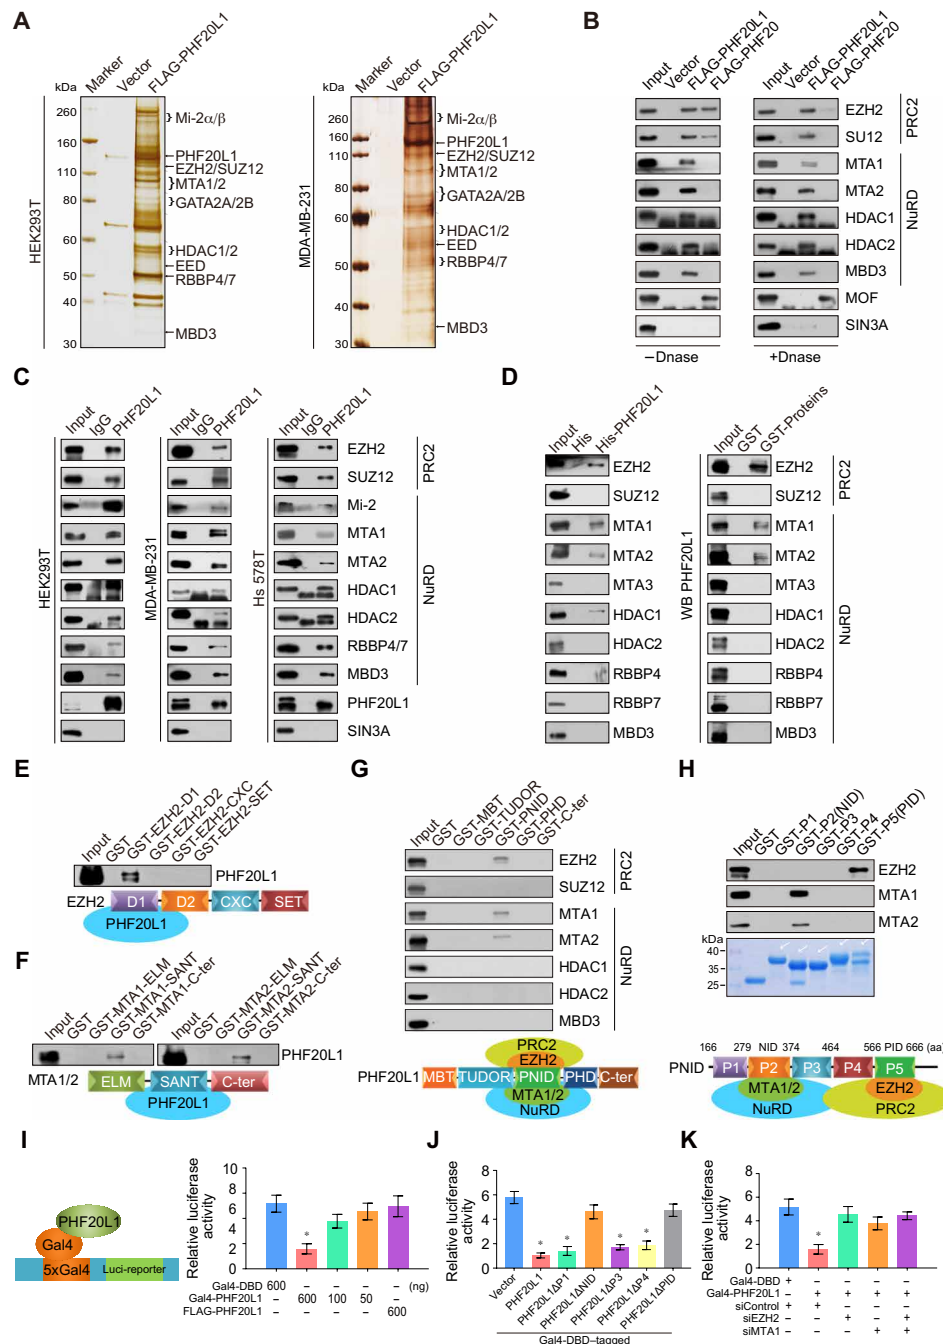 A
kDa
Marker
Vector
FLAG-PHF20L1
HEK293T
260
160
110
80
60
50
40
30
Mi-2α/β
PHF20L1
EZH2/SUZ12
MTA1/2
GATA2A/2B
HDAC1/2
EED
RBBP4/7
MBD3
kDa
Marker
Vector
FLAG-PHF20L1
MDA-MB-231
260
160
110
80
60
50
40
30
Mi-2α/β
PHF20L1
EZH2/SUZ12
MTA1/2
GATA2A/2B
HDAC1/2
EED
RBBP4/7
MBD3
B
Input
Vector
FLAG-PHF20L1
FLAG-PHF20
Input
Vector
FLAG-PHF20L1
FLAG-PHF20
EZH2
SU12
MTA1
MTA2
HDAC1
HDAC2
MBD3
MOF
SIN3A
PRC2
NuRD
–Dnase
+Dnase
C
Input
IgG
PHF20L1
Input
IgG
PHF20L1
Input
IgG
PHF20L1
HEK293T
MDA-MB-231
Hs 578T
EZH2
SUZ12
Mi-2
MTA1
MTA2
HDAC1
HDAC2
RBBP4/7
MBD3
PHF20L1
SIN3A
PRC2
NuRD
D
Input
His
His-PHF20L1
EZH2
SUZ12
MTA1
MTA2
MTA3
HDAC1
HDAC2
RBBP4
RBBP7
MBD3
WB PHF20L1
Input
GST
GST-Proteins
EZH2
SUZ12
MTA1
MTA2
MTA3
HDAC1
HDAC2
RBBP4
RBBP7
MBD3
PRC2
NuRD
E
Input
GST
GST-EZH2-D1
GST-EZH2-D2
GST-EZH2-CXC
GST-EZH2-SET
PHF20L1
EZH2 D1 D2 CXC SET
PHF20L1
F
Input
GST
GST-MTA1-ELM
GST-MTA1-SANT
GST-MTA1-C-ter
Input
GST
GST-MTA2-ELM
GST-MTA2-SANT
GST-MTA2-C-ter
PHF20L1
MTA1/2 ELM SANT C-ter
PHF20L1
G
Input
GST
GST-MBT
GST-TUDOR
GST-PNID
GST-PHD
GST-C-ter
EZH2
SUZ12
MTA1
MTA2
HDAC1
HDAC2
MBD3
PRC2
NuRD
PRC2
EZH2
PHF20L1 MBT TUDOR PNID PHD C-ter
MTA1/2
NuRD
H
Input
GST
GST-P1
GST-P2(NID)
GST-P3
GST-P4
GST-P5(PID)
EZH2
MTA1
MTA2
kDa
40
35
25
166 279 NID 374 464 566 PID 666 (aa)
PNID P1 P2 P3 P4 P5
MTA1/2 EZH2
NuRD PRC2
I
PHF20L1
Gal4
5xGal4 Luci-reporter
Relative luciferase activity
10
8
6
4
2
0
*
Gal4-DBD 600 – – – – (ng)
Gal4-PHF20L1 – 600 100 50 –
FLAG-PHF20L1 – – – – 600
J
Relative luciferase activity
8
6
4
2
0
* * * *
Vector
PHF20L1
PHF20L1ΔP1
PHF20L1ΔNID
PHF20L1ΔP3
PHF20L1ΔP4
PHF20L1ΔPID
Gal4-DBD–tagged
K
Relative luciferase activity
8
6
4
2
0
*
Gal4-DBD + – – – –
Gal4-PHF20L1 – + + + +
siControl + + – – –
siEZH2 – – + – +
siMTA1 – – – + +